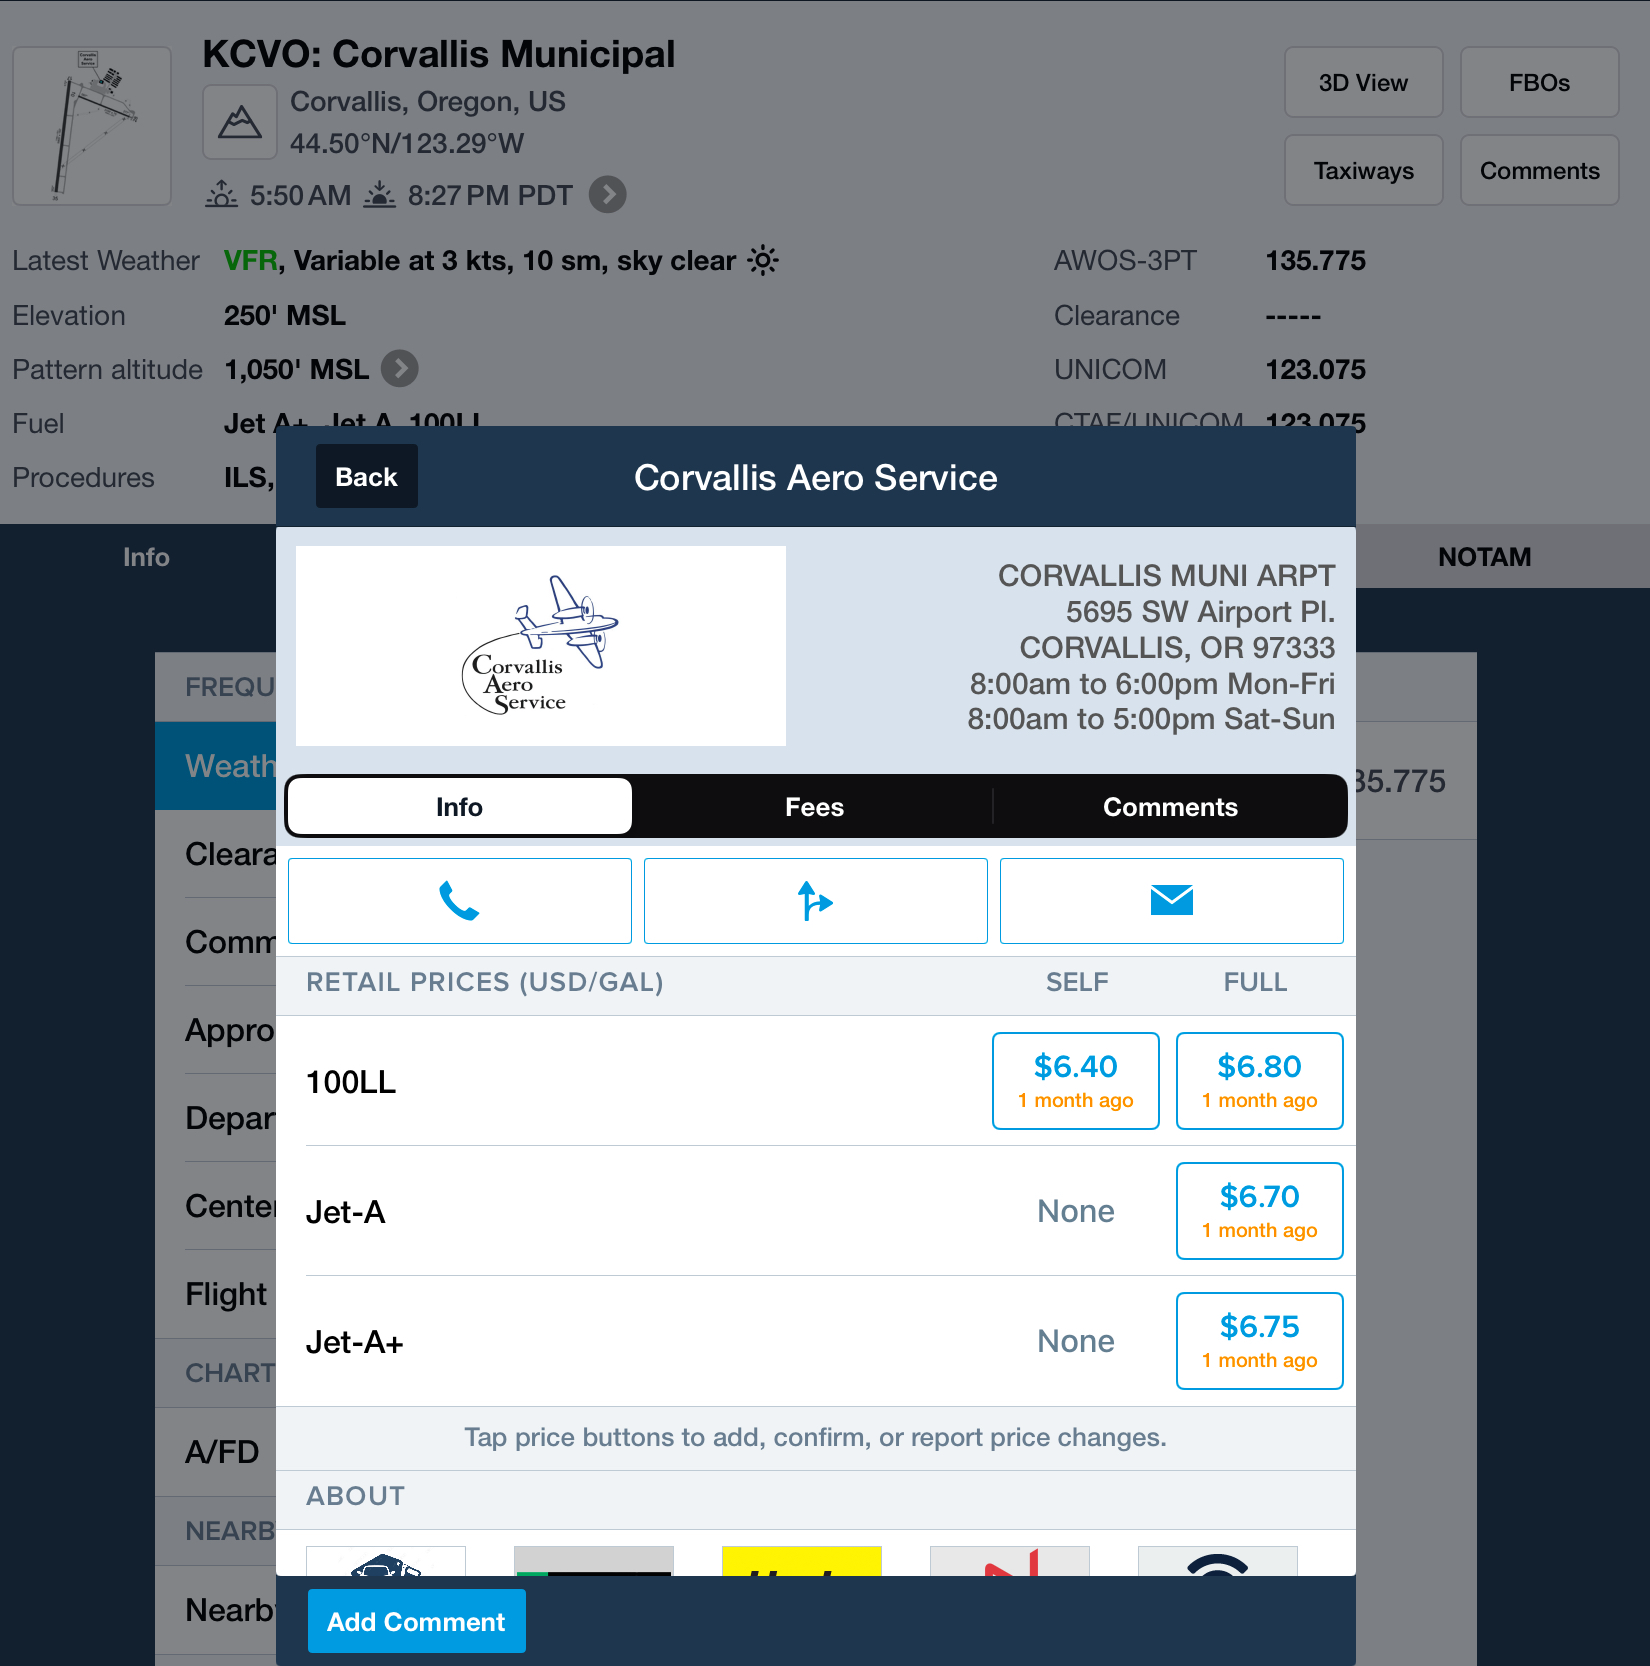 KCVO: Corvallis Municipal
Corvallis, Oregon, US
44.50°N/123.29°W
5:50AM 8:27PM PDT
3D View
FBOs
Taxiways
Comments
Latest Weather VFR, Variable at 3 kts, 10 sm, sky clear
Elevation 250' MSL
Pattern altitude 1,050' MSL
Fuel Jet A+, Jet A, 100LL
Procedures ILS,
AWOS-3PT 135.775
Clearance -----
UNICOM 123.075
CTAF/UNICOM 123.075
Info
NOTAM
Back
Corvallis Aero Service
Corvallis
Aero
Service
CORVALLIS MUNI ARPT
5695 SW Airport Pl.
CORVALLIS, OR 97333
8:00am to 6:00pm Mon-Fri
8:00am to 5:00pm Sat-Sun
Info
Fees
Comments
RETAIL PRICES (USD/GAL) SELF FULL
100LL $6.40 $6.80
1 month ago 1 month ago
Jet-A None $6.70
1 month ago
Jet-A+ None $6.75
1 month ago
Tap price buttons to add, confirm, or report price changes.
ABOUT
Add Comment
FREQU
Weath
35.775
Cleara
Comm
Appro
Depar
Center
Flight
CHART
A/FD
NEARB
Nearb